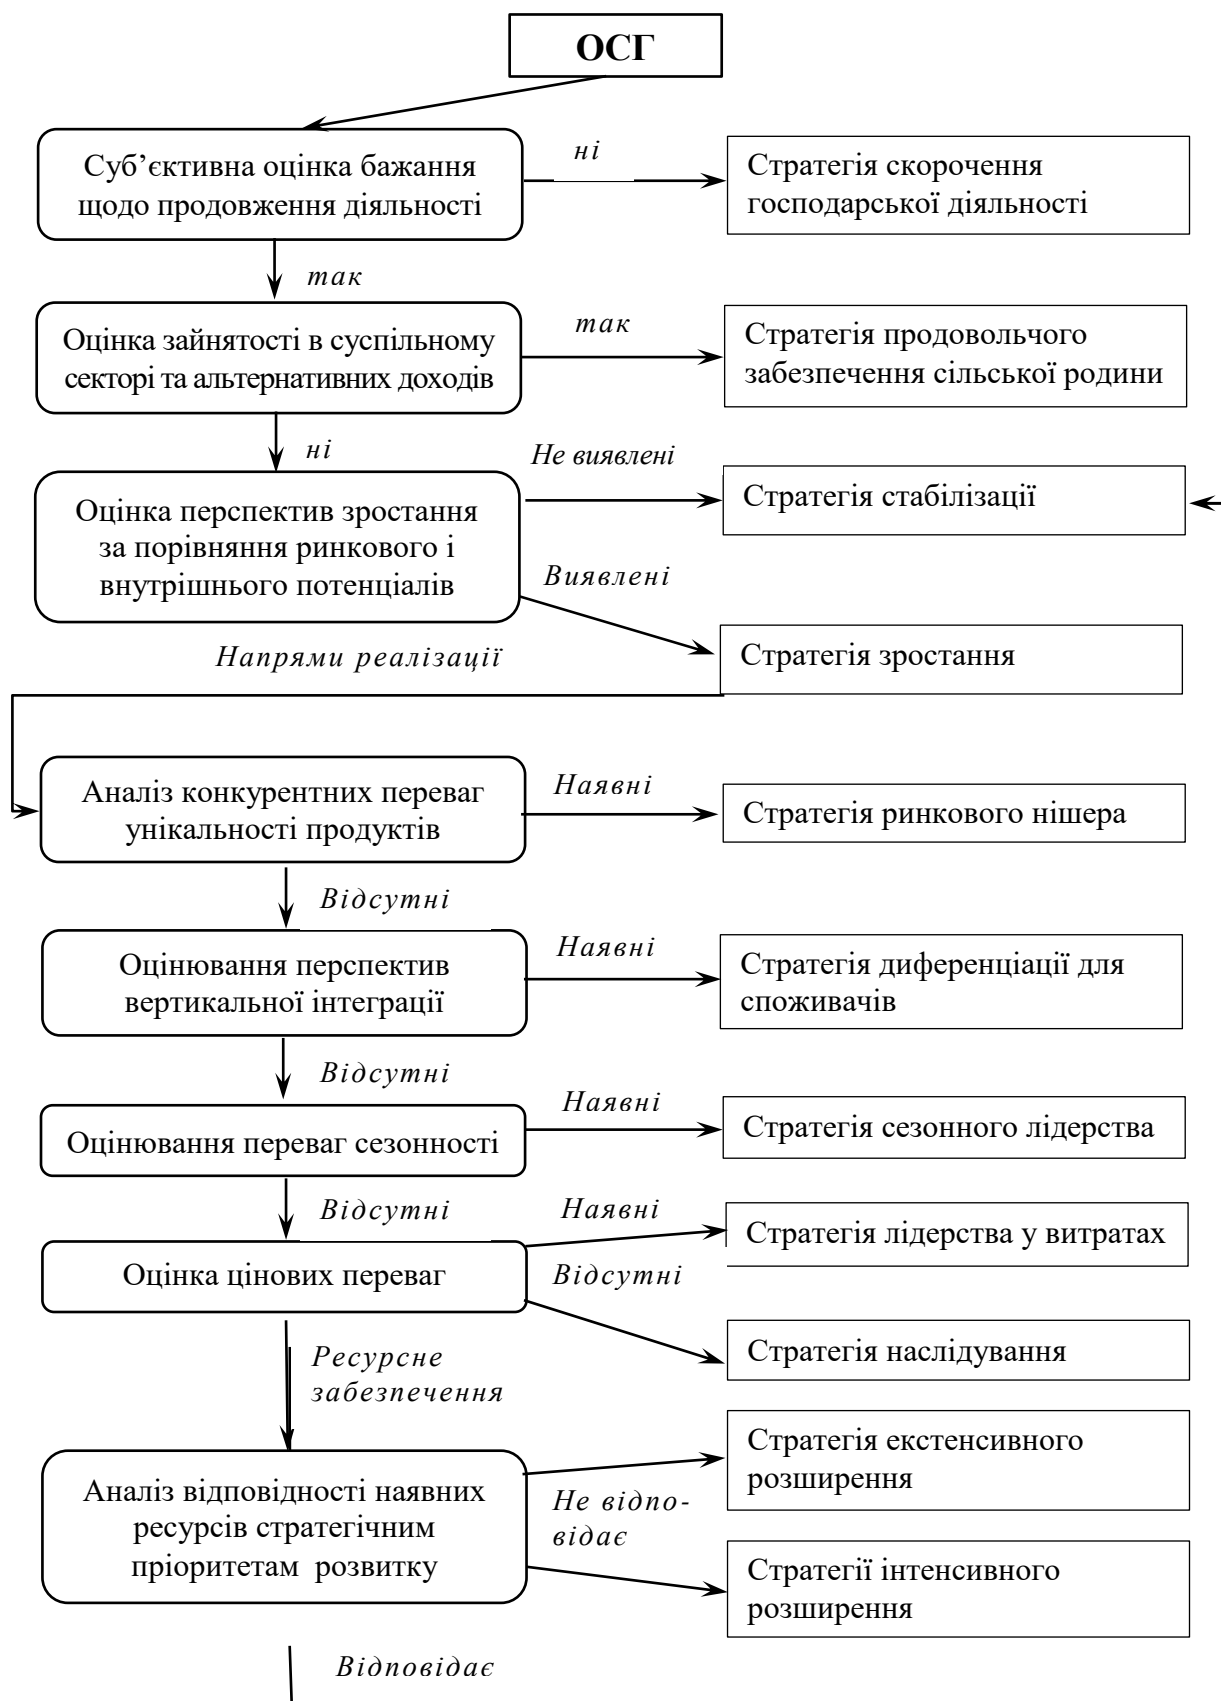 ОСГ
Суб’єктивна оцінка бажання
щодо продовження діяльності
ні
Стратегія скорочення
господарської діяльності
так
Оцінка зайнятості в суспільному
секторі та альтернативних доходів
так
Стратегія продовольчого
забезпечення сільської родини
ні
Оцінка перспектив зростання
за порівняння ринкового і
внутрішнього потенціалів
Не виявлені
Стратегія стабілізації
Виявлені
Стратегія зростання
Напрями реалізації
Аналіз конкурентних переваг
унікальності продуктів
Наявні
Стратегія ринкового нішера
Відсутні
Оцінювання перспектив
вертикальної інтеграції
Наявні
Стратегія диференціації для
споживачів
Відсутні
Оцінювання переваг сезонності
Наявні
Стратегія сезонного лідерства
Відсутні
Оцінка цінових переваг
Наявні
Стратегія лідерства у витратах
Відсутні
Стратегія наслідування
Ресурсне
забезпечення
Аналіз відповідності наявних
ресурсів стратегічним
пріоритетам розвитку
Стратегія екстенсивного
розширення
Не відпо-
відає
Стратегії інтенсивного
розширення
Відповідає